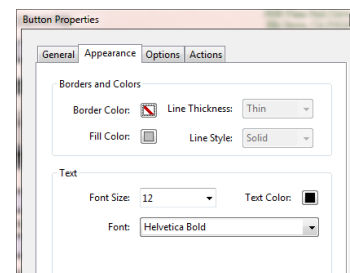 Button Properties
General Appearance Options Actions
Borders and Colors
Border Color: Line Thickness: Thin
Fill Color: Line Style: Solid
Text
Font Size: 12 Text Color:
Font: Helvetica Bold